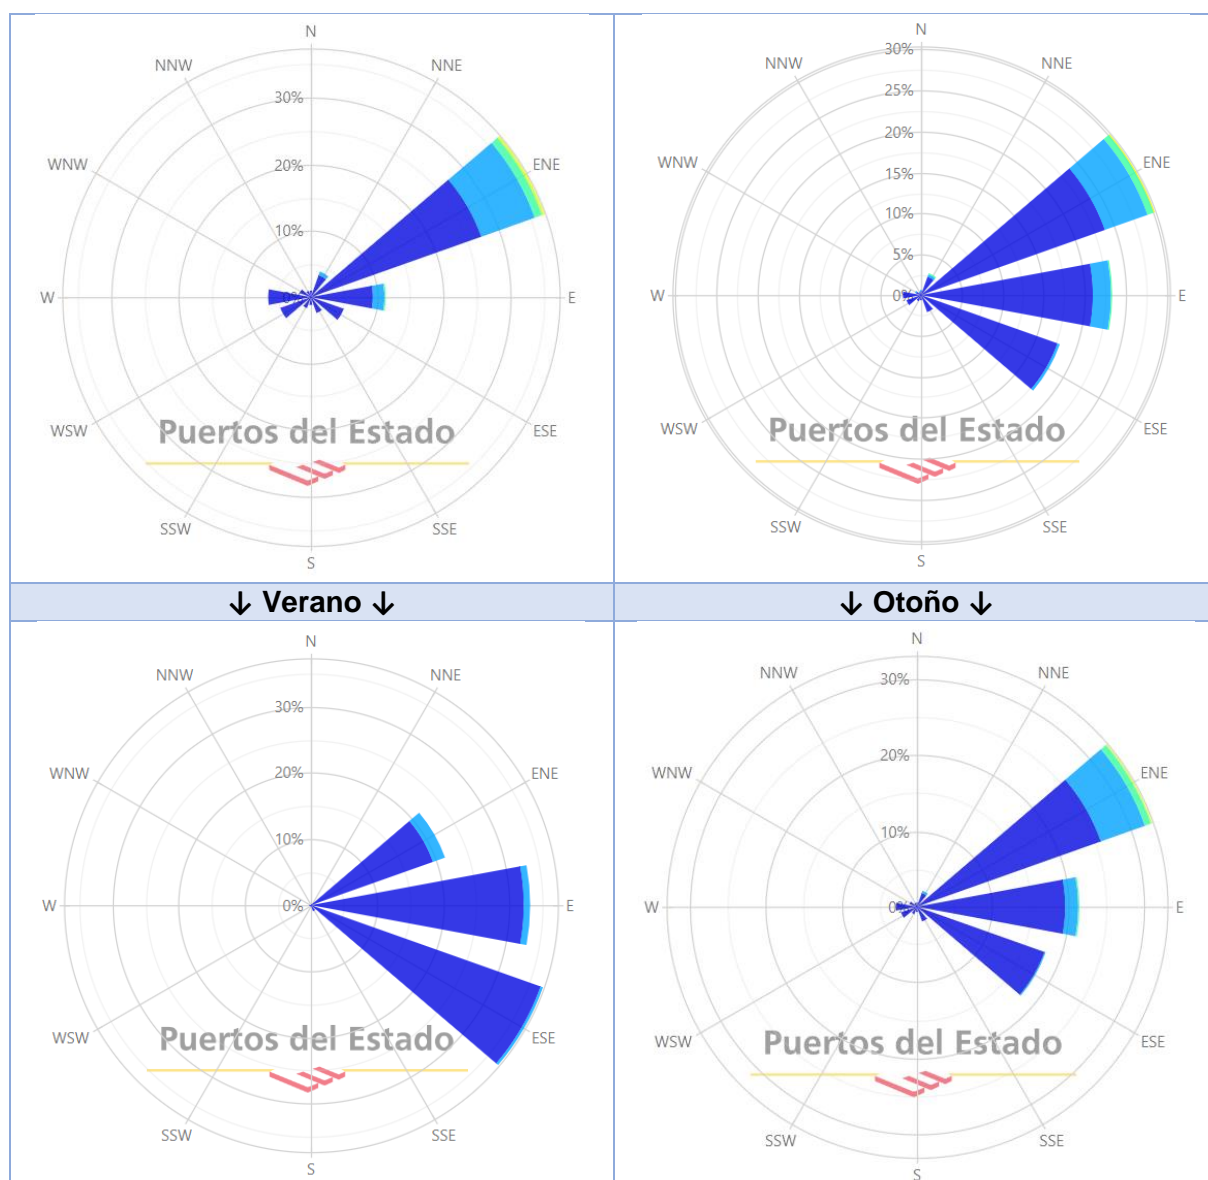 N
N
30%
NNW
NNE
NNW
NNE
30%
25%
20%
20%
WNW
ENE
WNW
15%
ENE
10%
10%
5%
W
0%
E
W
0%
E
WSW
Puertos del Estado
ESE
WSW
Puertos del Estado
ESE
SSW
SSE
SSW
SSE
S
S
↓ Verano ↓
↓ Otoño ↓
N
N
NNW
NNE
NNW
NNE
30%
30%
WNW
20%
ENE
WNW
20%
ENE
10%
10%
W
0%
E
W
0%
E
WSW
Puertos del Estado
ESE
WSW
Puertos del Estado
ESE
SSW
SSE
SSW
SSE
S
S